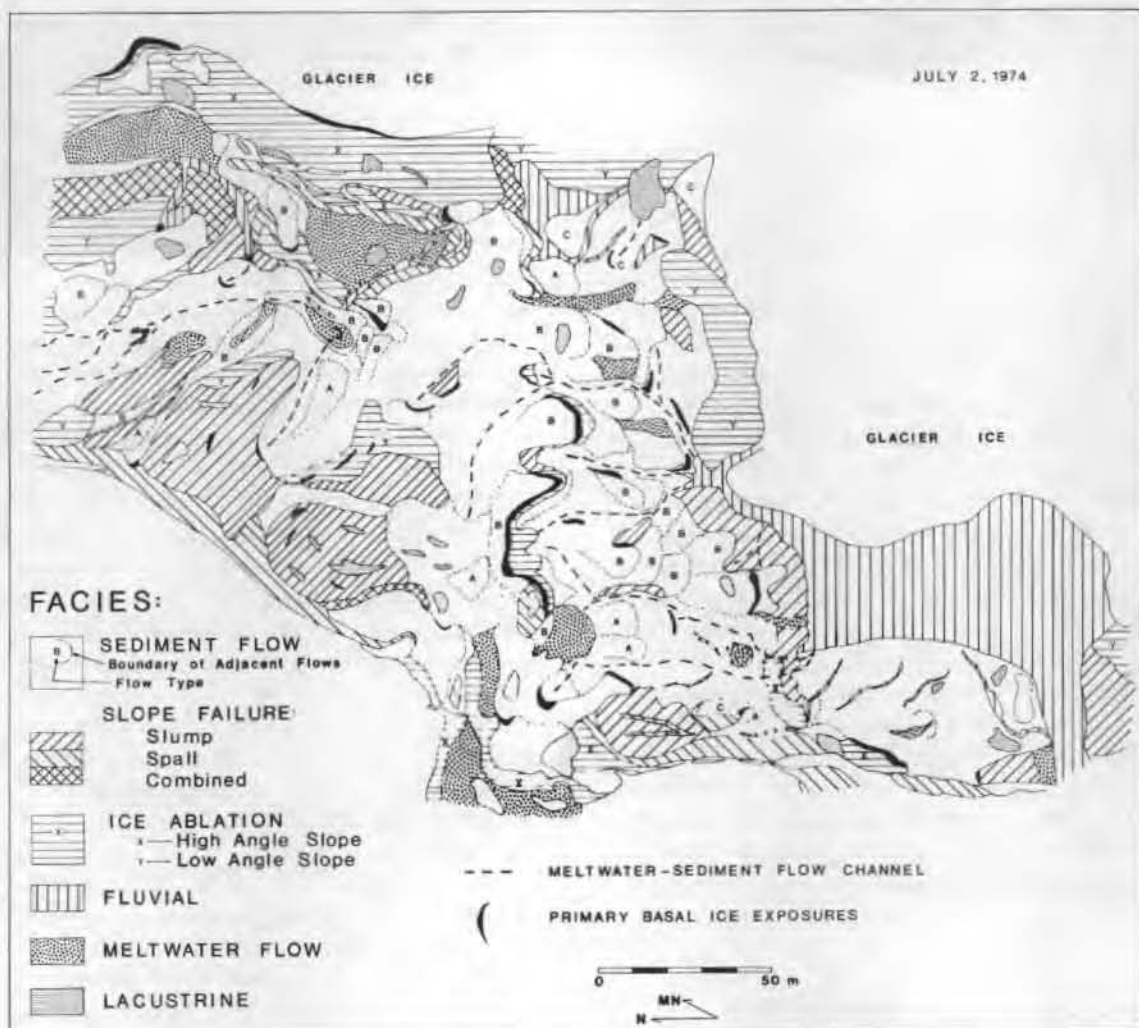 GLACIER ICE
JULY 2, 1974
GLACIER ICE
FACIES:
SEDIMENT FLOW
Boundary of Adjacent Flows
Flow Type
SLOPE FAILURE:
Slump
Spall
Combined
ICE ABLATION
X — High Angle Slope
Y — Low Angle Slope
FLUVIAL
MELTWATER FLOW
LACUSTRINE
MELTWATER-SEDIMENT FLOW CHANNEL
PRIMARY BASAL ICE EXPOSURES
0 50 m
MN
N